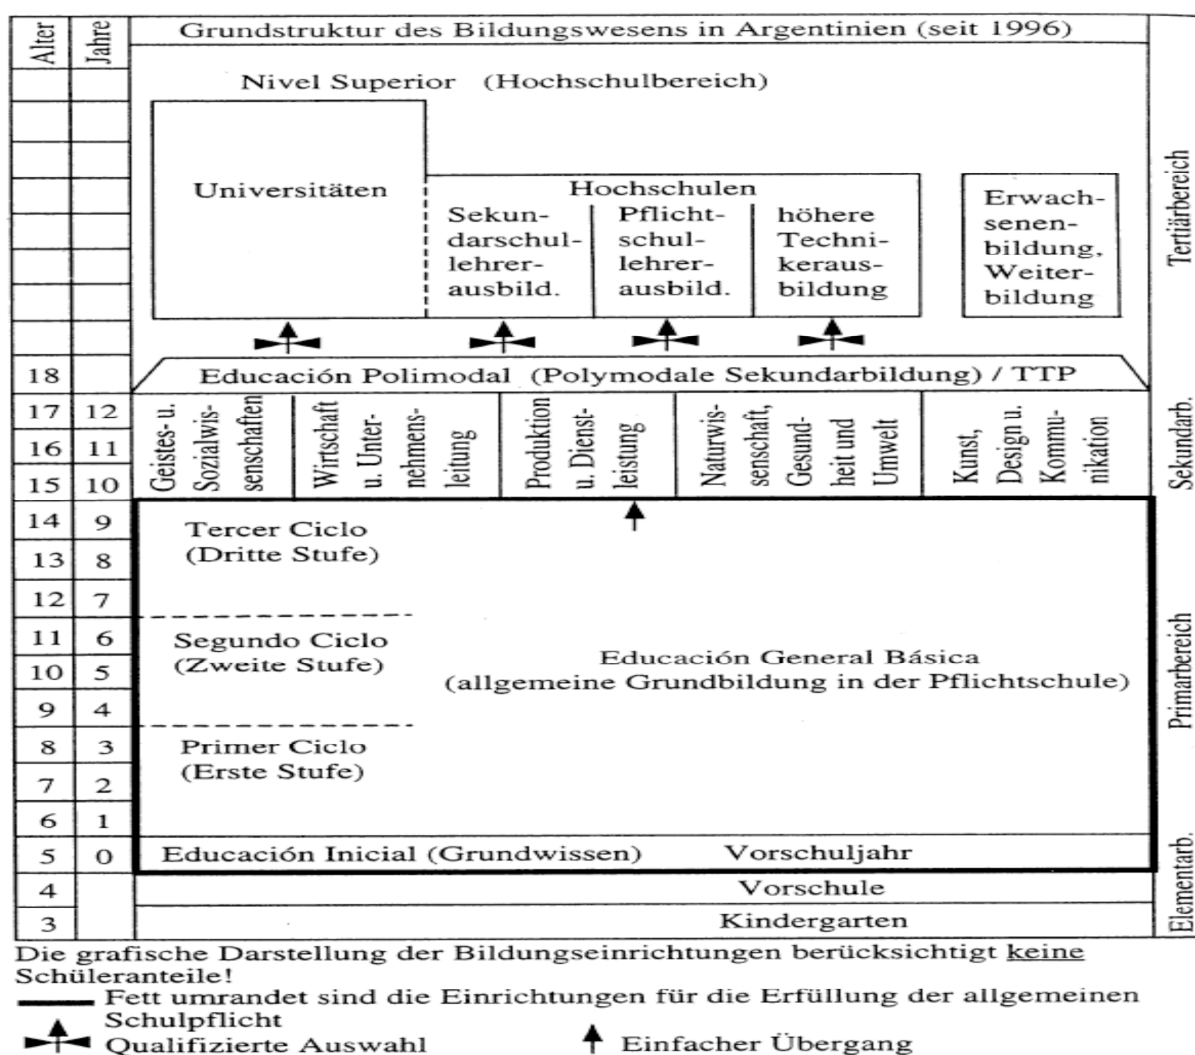 Alter
Jahre
Grundstruktur des Bildungswesens in Argentinien (seit 1996)
Nivel Superior (Hochschulbereich)
Universitäten
Hochschulen
Sekun-
darschul-
lehrer-
ausbild.
Pflicht-
schul-
lehrer-
ausbild.
höhere
Techni-
keraus-
bildung
Erwach-
senen-
bildung,
Weiter-
bildung
Tertiärbereich
18
Educación Polimodal (Polymodale Sekundarbildung) / TTP
17 12
16 11
15 10
Geistes- u.
Sozialwis-
senschaften
Wirtschaft
u. Unter-
nehmens-
leitung
Produktion
u. Dienst-
leistung
Naturwis-
senschaft,
Gesund-
heit und
Umwelt
Kunst,
Design u.
Kommu-
nikation
Sekundarb.
14 9
13 8
12 7
Tercer Ciclo
(Dritte Stufe)
11 6
10 5
9 4
Segundo Ciclo
(Zweite Stufe)
Educación General Básica
(allgemeine Grundbildung in der Pflichtschule)
8 3
7 2
6 1
Primer Ciclo
(Erste Stufe)
Primarbereich
5 0
Educación Inicial (Grundwissen) Vorschuljahr
4
Vorschule
3
Kindergarten
Elementarb.
Die grafische Darstellung der Bildungseinrichtungen berücksichtigt keine
Schüleranteile!
Fett umrandet sind die Einrichtungen für die Erfüllung der allgemeinen
Schulpflicht
Qualifizierte Auswahl
Einfacher Übergang